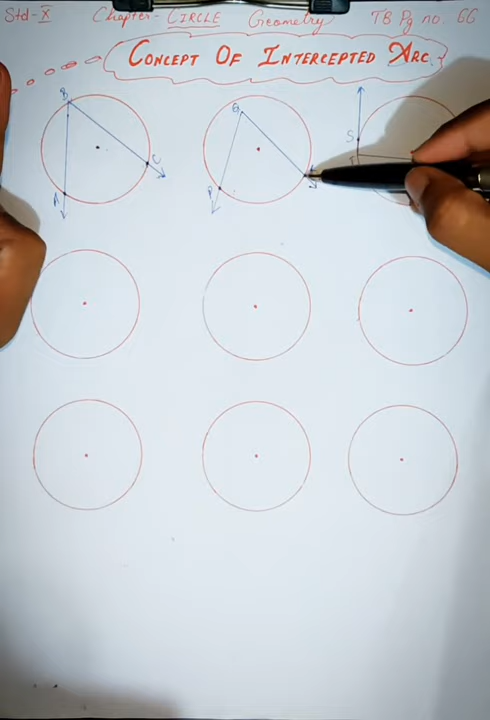 Std-X Chapter- CIRCLE Geometry TB Pg no. 66
CONCEPT OF INTERCEPTED ARC.
B
C
A
Q
P
S
T